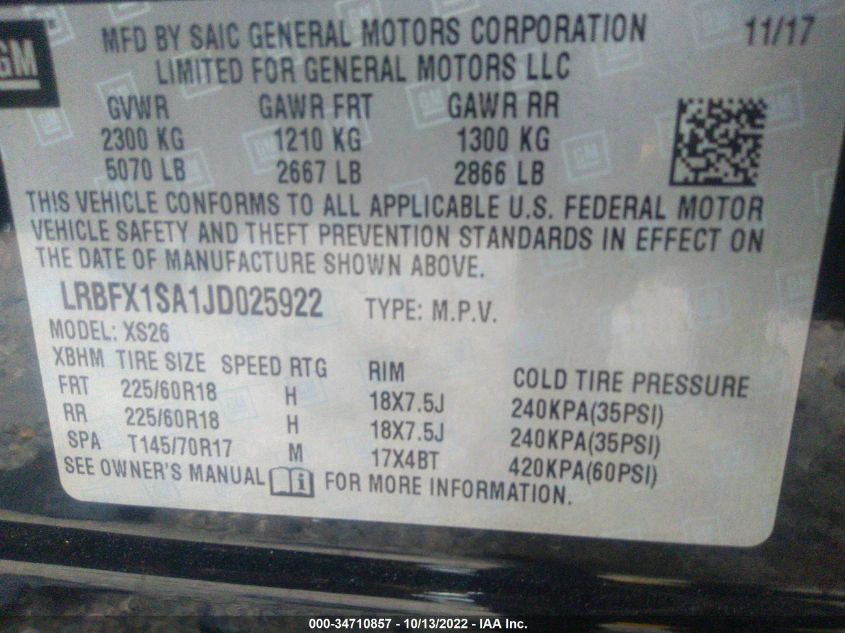 GM
MFD BY SAIC GENERAL MOTORS CORPORATION 11/17
LIMITED FOR GENERAL MOTORS LLC
GVWR GAWR FRT GAWR RR
2300 KG 1210 KG 1300 KG
5070 LB 2667 LB 2866 LB
THIS VEHICLE CONFORMS TO ALL APPLICABLE U.S. FEDERAL MOTOR
VEHICLE SAFETY AND THEFT PREVENTION STANDARDS IN EFFECT ON
THE DATE OF MANUFACTURE SHOWN ABOVE.
LRBFX1SA1JD025922 TYPE: M.P.V.
MODEL: XS26
XBHM TIRE SIZE SPEED RTG RIM COLD TIRE PRESSURE
FRT 225/60R18 H 18X7.5J 240KPA(35PSI)
RR 225/60R18 H 18X7.5J 240KPA(35PSI)
SPA T145/70R17 M 17X4BT 420KPA(60PSI)
SEE OWNER'S MANUAL i FOR MORE INFORMATION.
000-34710857 - 10/13/2022 - IAA Inc.